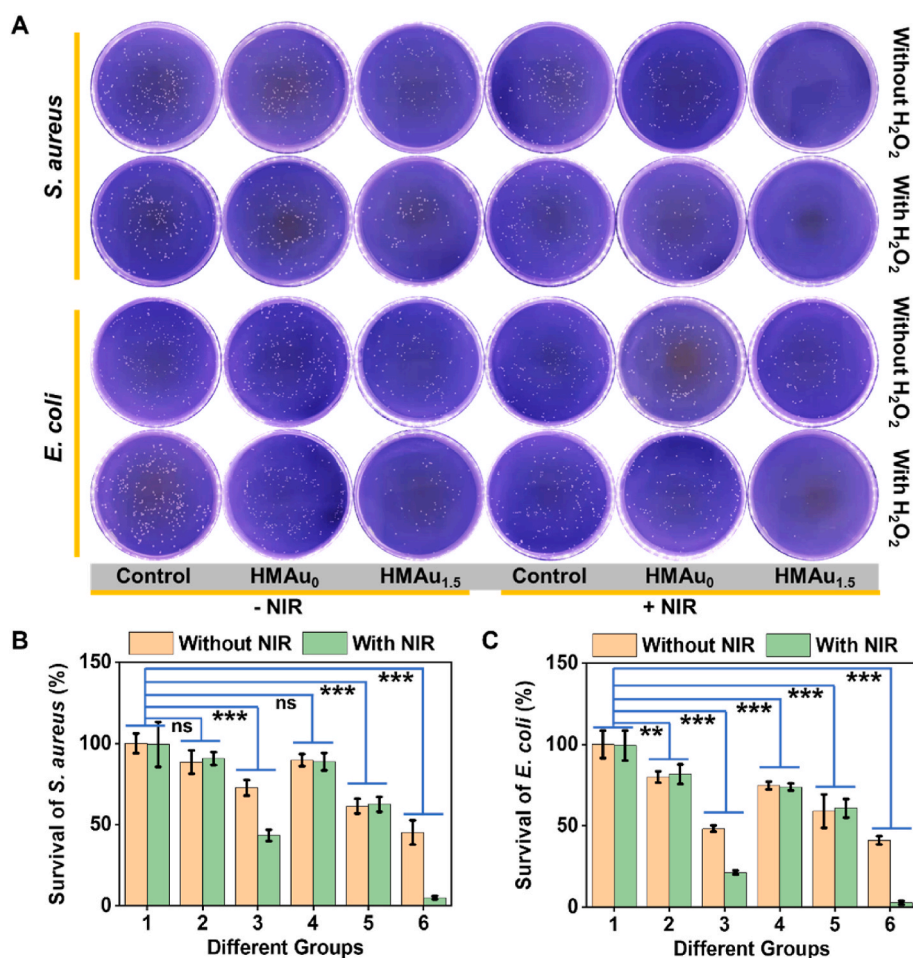 A
S. aureus
Without H₂O₂
With H₂O₂
E. coli
Without H₂O₂
With H₂O₂
Control HMAu₀ HMAu₁.₅ Control HMAu₀ HMAu₁.₅
- NIR + NIR
B
Without NIR With NIR
Survival of S. aureus (%)
150
100
50
0
ns *** ns *** ***
1 2 3 4 5 6
Different Groups
C
Without NIR With NIR
Survival of E. coli (%)
150
100
50
0
** *** *** *** ***
1 2 3 4 5 6
Different Groups